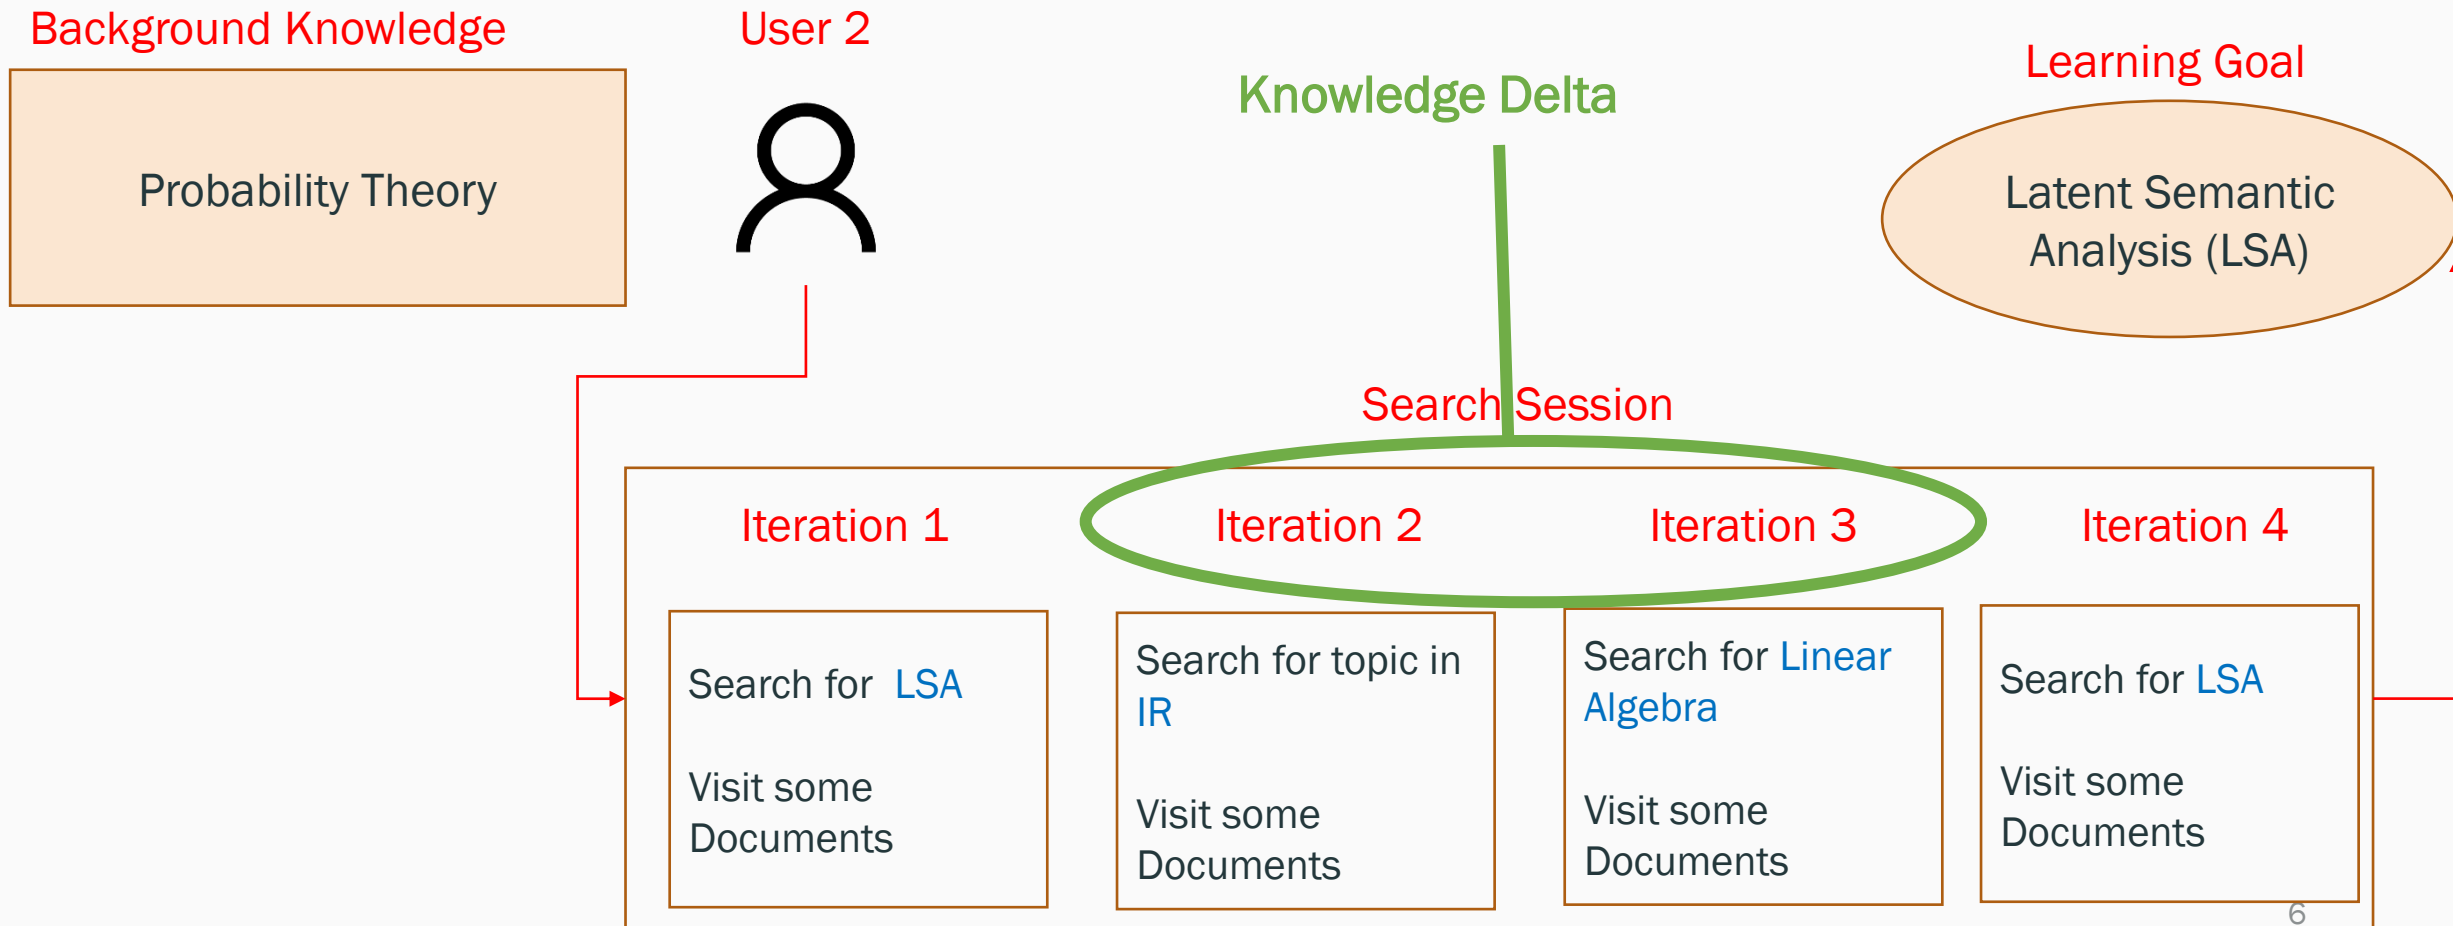 Background Knowledge
User 2
Knowledge Delta
Learning Goal
Probability Theory
Latent Semantic
Analysis (LSA)
Search Session
Iteration 1
Iteration 2
Iteration 3
Iteration 4
Search for LSA
Visit some
Documents
Search for topic in
IR
Visit some
Documents
Search for Linear
Algebra
Visit some
Documents
Search for LSA
Visit some
Documents
6